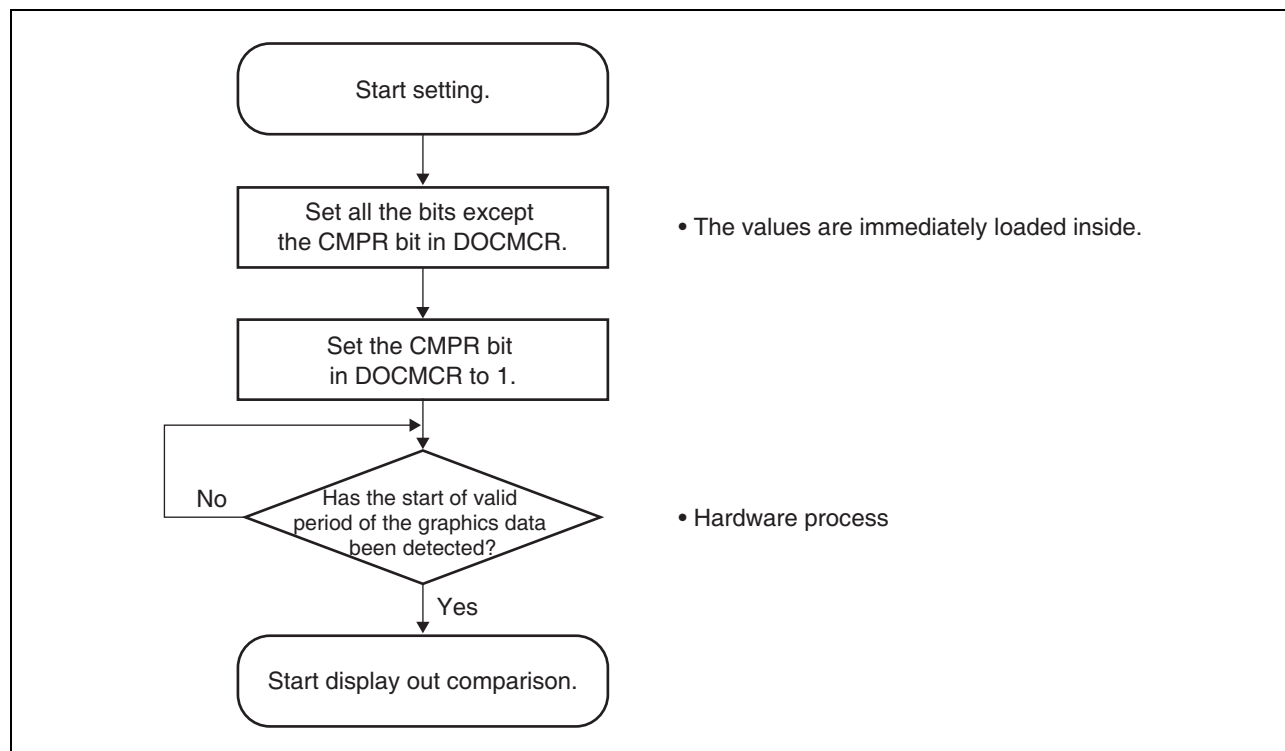 Start setting.
Set all the bits except
the CMPR bit in DOCMCR.
• The values are immediately loaded inside.
Set the CMPR bit
in DOCMCR to 1.
No
Has the start of valid
period of the graphics data
been detected?
• Hardware process
Yes
Start display out comparison.